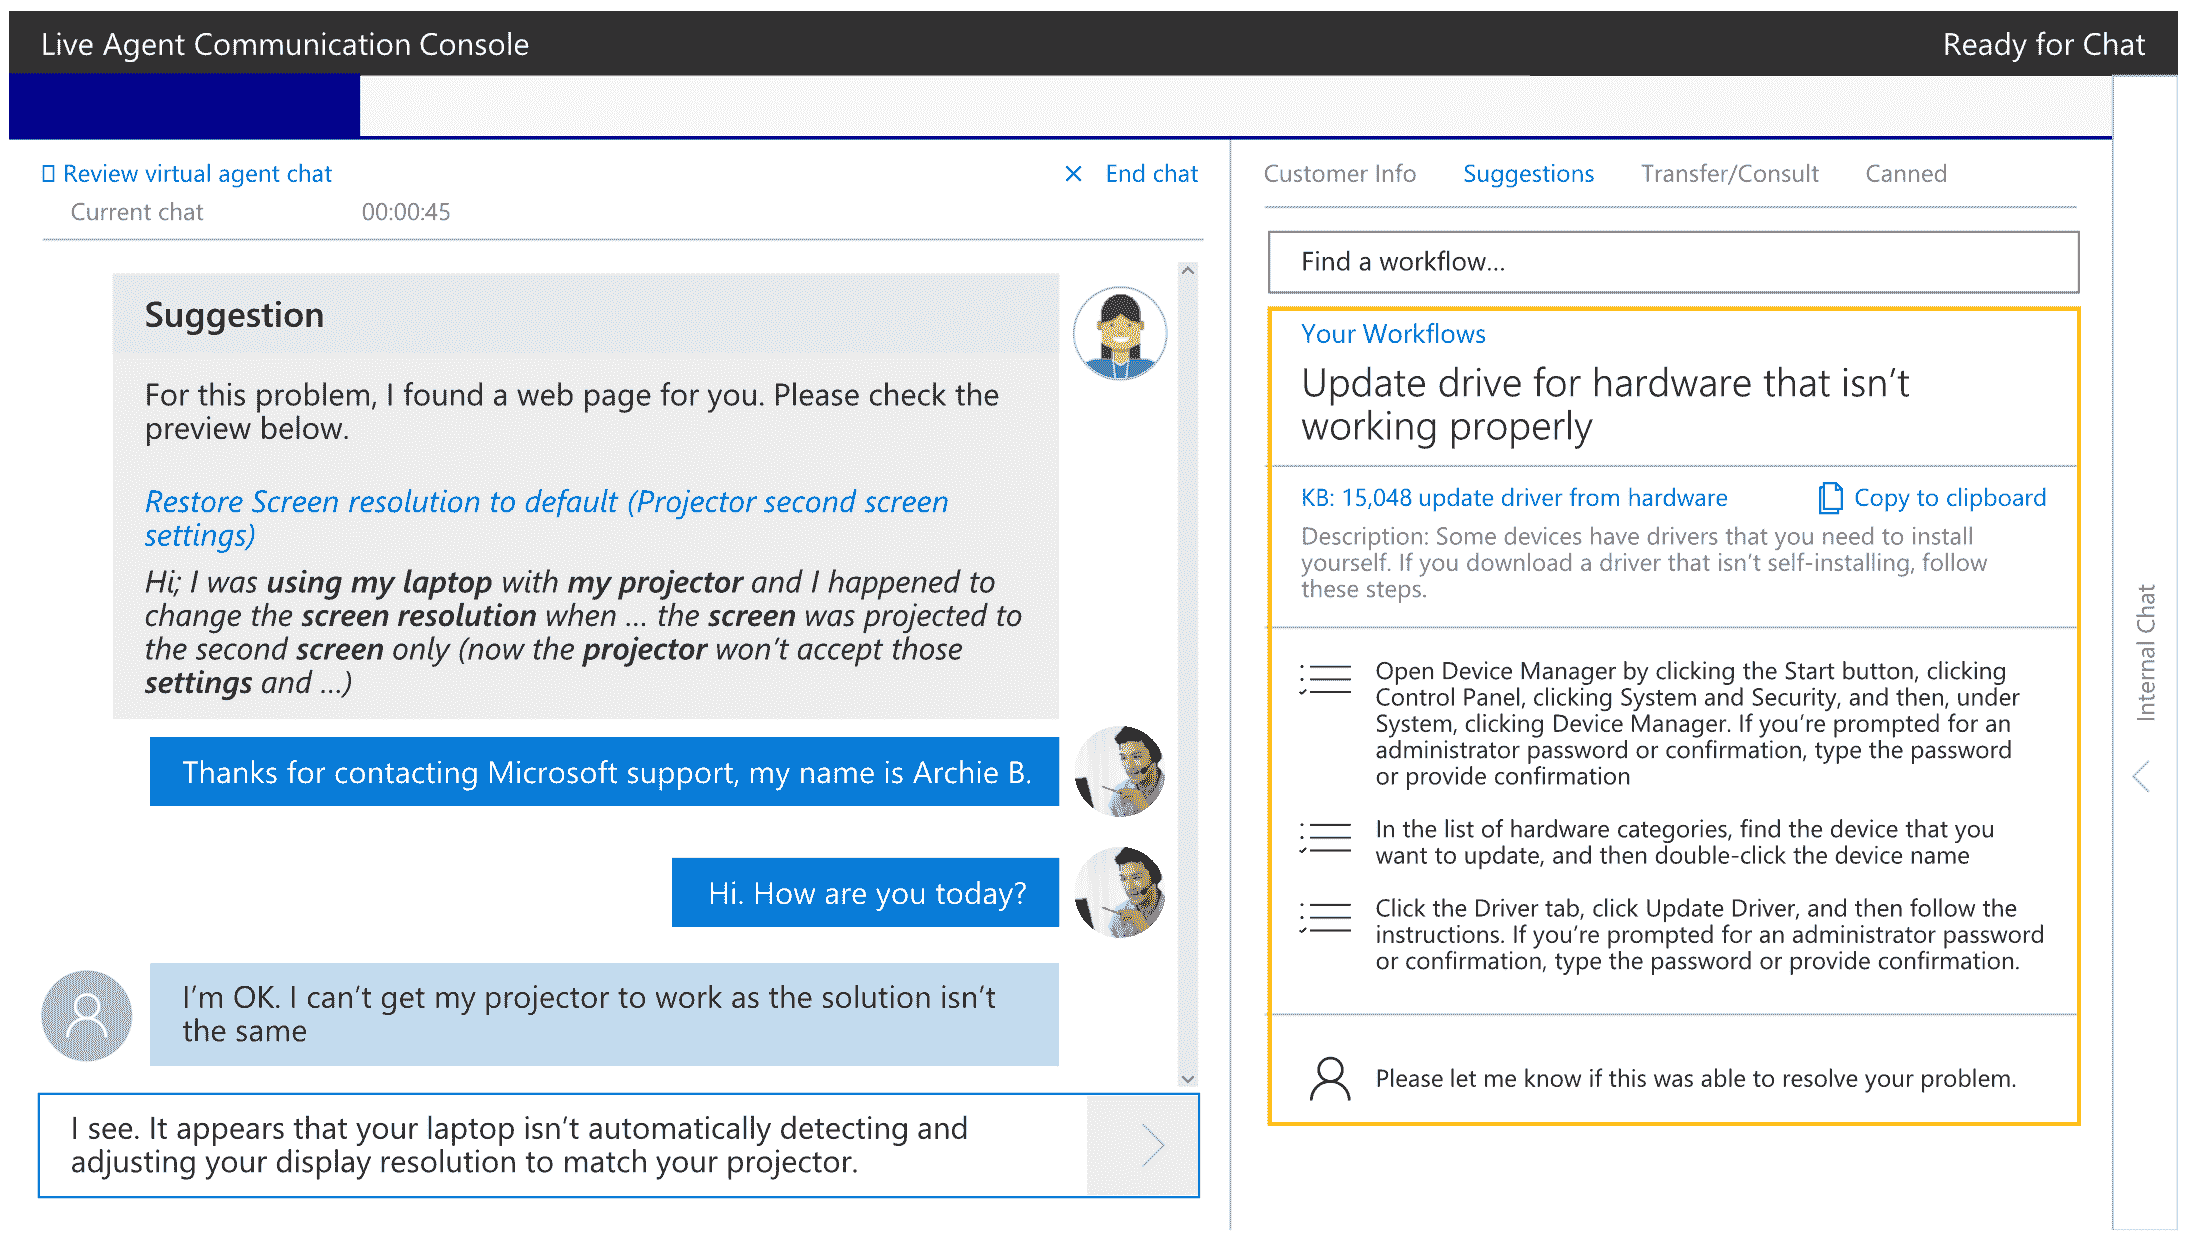 Live Agent Communication Console
Ready for Chat
Review virtual agent chat
End chat
Current chat
00:00:45
Suggestion
For this problem, I found a web page for you. Please check the
preview below.
Restore Screen resolution to default (Projector second screen
settings)
Hi; I was using my laptop with my projector and I happened to
change the screen resolution when ... the screen was projected to
the second screen only (now the projector won't accept those
settings and ...)
Thanks for contacting Microsoft support, my name is Archie B.
Hi. How are you today?
I'm OK. I can't get my projector to work as the solution isn't
the same
I see. It appears that your laptop isn't automatically detecting and
adjusting your display resolution to match your projector.
Customer Info
Suggestions
Transfer/Consult
Canned
Find a workflow...
Your Workflows
Update drive for hardware that isn't
working properly
KB: 15,048 update driver from hardware
Copy to clipboard
Description: Some devices have drivers that you need to install
yourself. If you download a driver that isn't self-installing, follow
these steps.
Open Device Manager by clicking the Start button, clicking
Control Panel, clicking System and Security, and then, under
System, clicking Device Manager. If you're prompted for an
administrator password or confirmation, type the password
or provide confirmation
In the list of hardware categories, find the device that you
want to update, and then double-click the device name
Click the Driver tab, click Update Driver, and then follow the
instructions. If you're prompted for an administrator password
or confirmation, type the password or provide confirmation.
Please let me know if this was able to resolve your problem.
Internal Chat